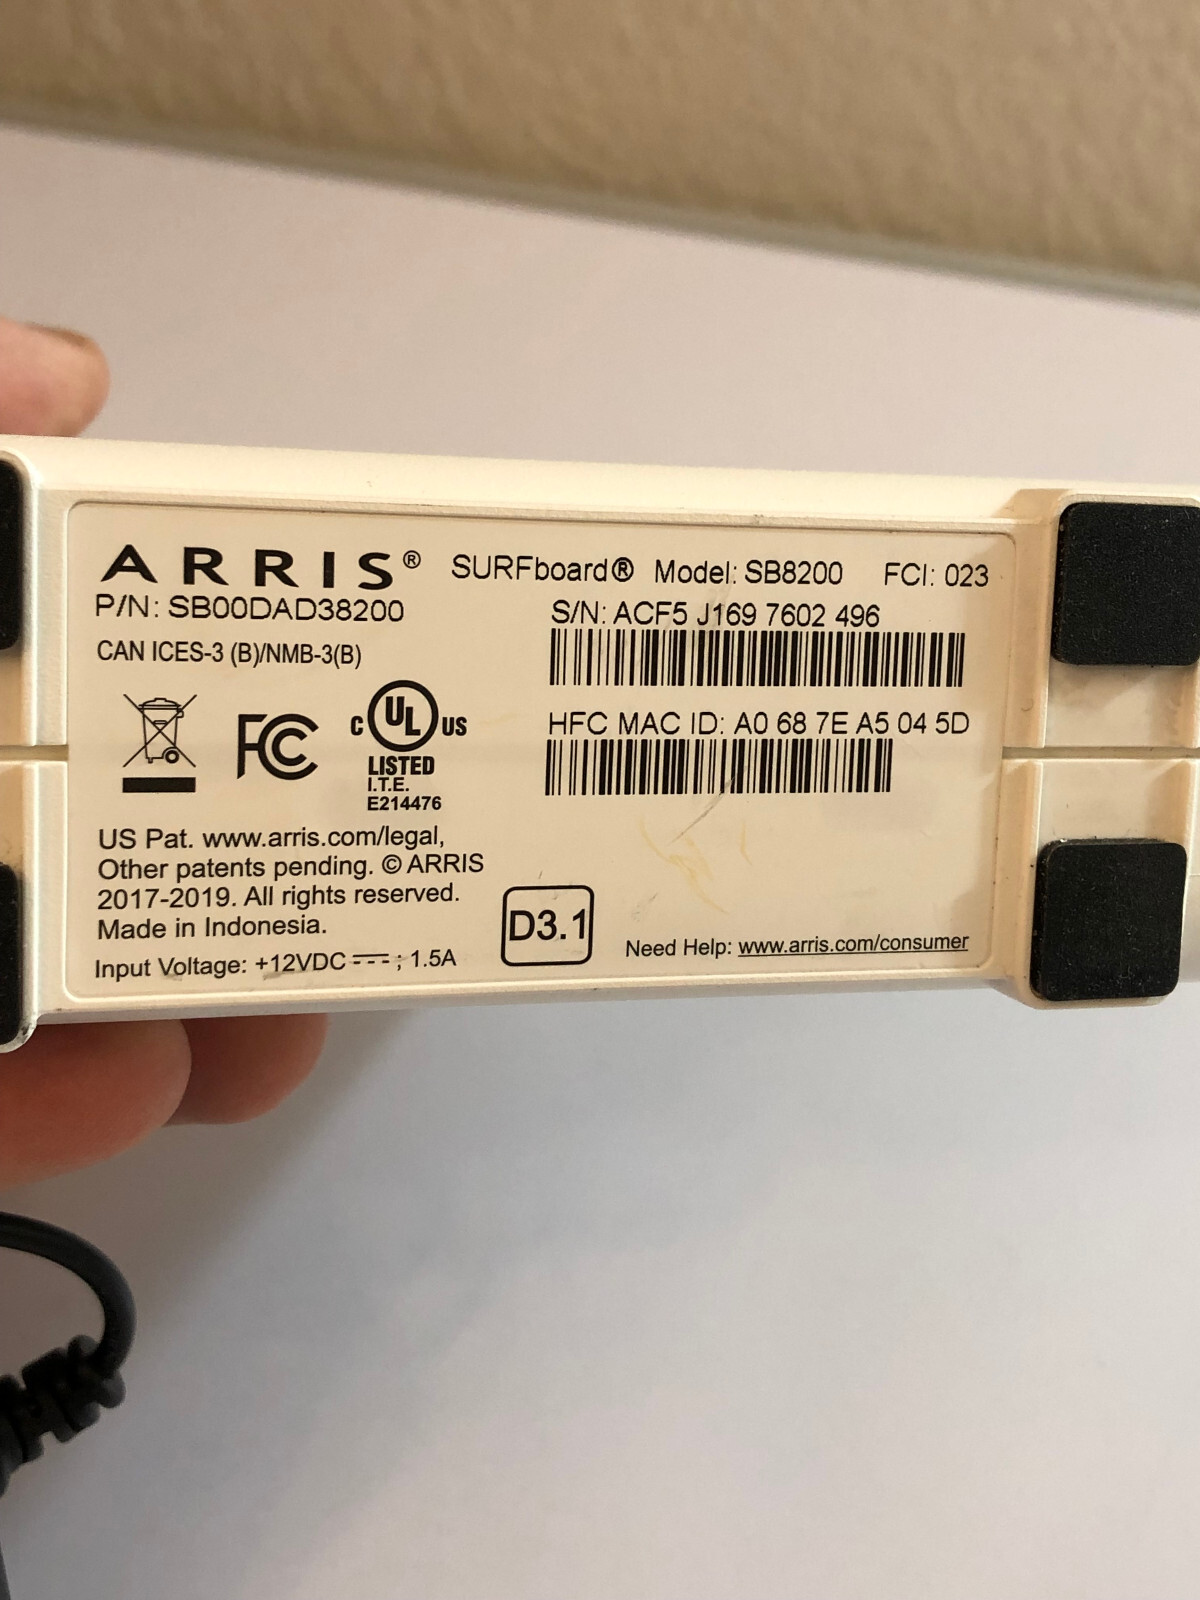 ARRIS® SURFboard® Model: SB8200 FCI: 023
P/N: SB00DAD38200
S/N: ACF5 J169 7602 496
CAN ICES-3 (B)/NMB-3(B)
HFC MAC ID: A0 68 7E A5 04 5D
FC
C UL US
LISTED
I.T.E.
E214476
US Pat. www.arris.com/legal,
Other patents pending. © ARRIS
2017-2019. All rights reserved.
Made in Indonesia.
Input Voltage: +12VDC ⎓ ; 1.5A
D3.1
Need Help: www.arris.com/consumer